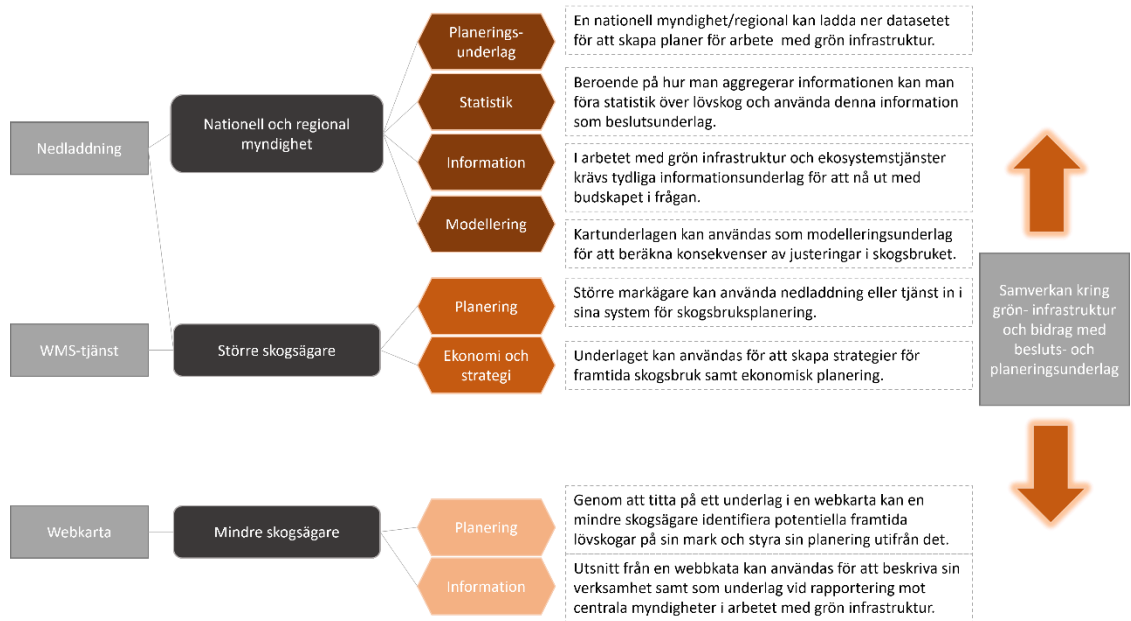 Nedladdning
Nationell och regional
myndighet
Planerings-
underlag
En nationell myndighet/regional kan ladda ner datasetet
för att skapa planer för arbete med grön infrastruktur.
Statistik
Beroende på hur man aggregerar informationen kan man
föra statistik över lövskog och använda denna information
som beslutsunderlag.
Information
I arbetet med grön infrastruktur och ekosystemstjänster
krävs tydliga informationsunderlag för att nå ut med
budskapet i frågan.
Modellering
Kartunderlagen kan användas som modelleringsunderlag
för att beräkna konsekvenser av justeringar i skogsbruket.
WMS-tjänst
Större skogsägare
Planering
Större markägare kan använda nedladdning eller tjänst in i
sina system för skogsbruksplanering.
Ekonomi och
strategi
Underlaget kan användas för att skapa strategier för
framtida skogsbruk samt ekonomisk planering.
Samverkan kring
grön- infrastruktur
och bidrag med
besluts- och
planeringsunderlag
Webkarta
Mindre skogsägare
Planering
Genom att titta på ett underlag i en webkarta kan en
mindre skogsägare identifiera potentiella framtida
lövskogar på sin mark och styra sin planering utifrån det.
Information
Utsnitt från en webbkata kan användas för att beskriva sin
verksamhet samt som underlag vid rapportering mot
centrala myndigheter i arbetet med grön infrastruktur.